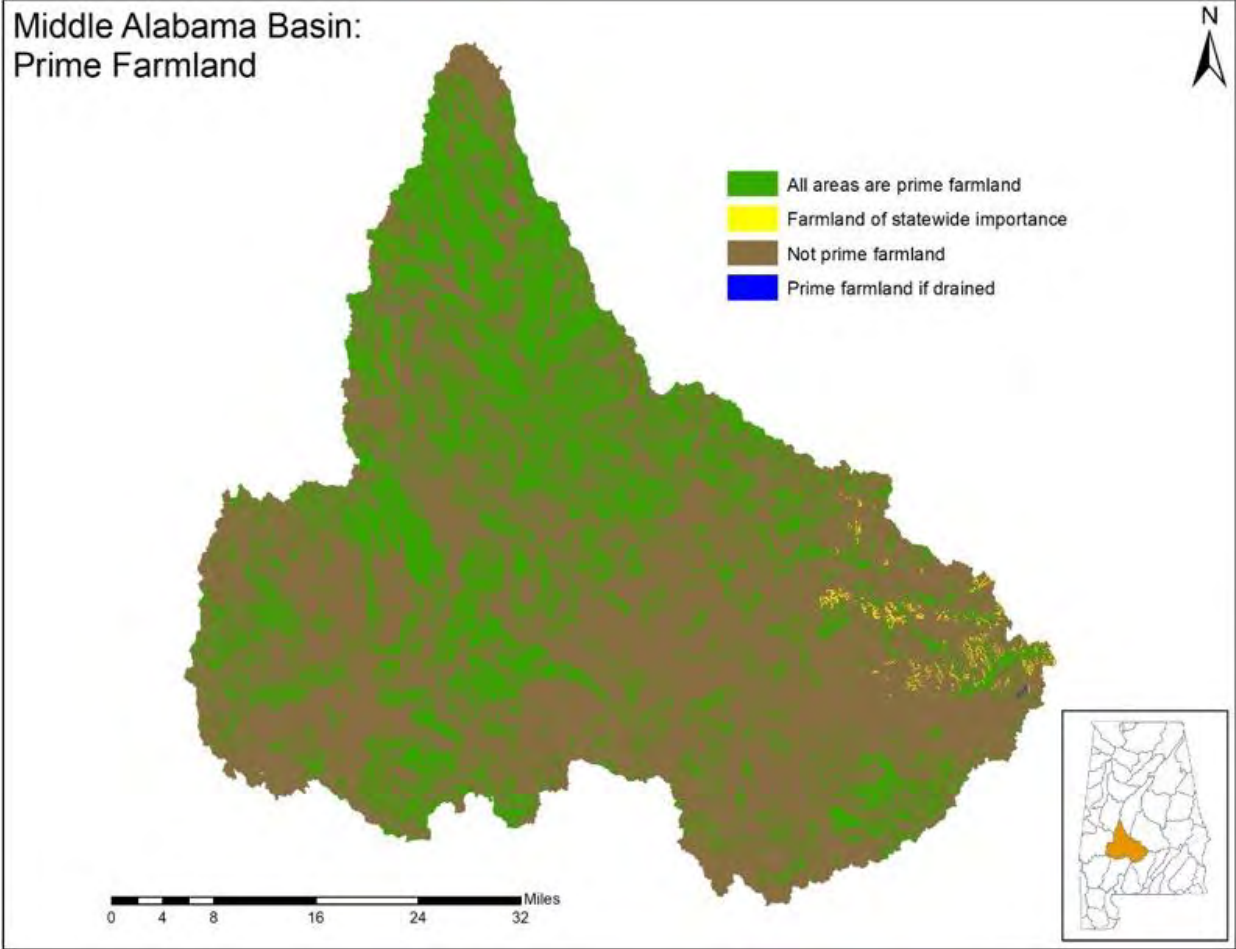 Middle Alabama Basin:
Prime Farmland
N
All areas are prime farmland
Farmland of statewide importance
Not prime farmland
Prime farmland if drained
Miles
0 4 8 16 24 32